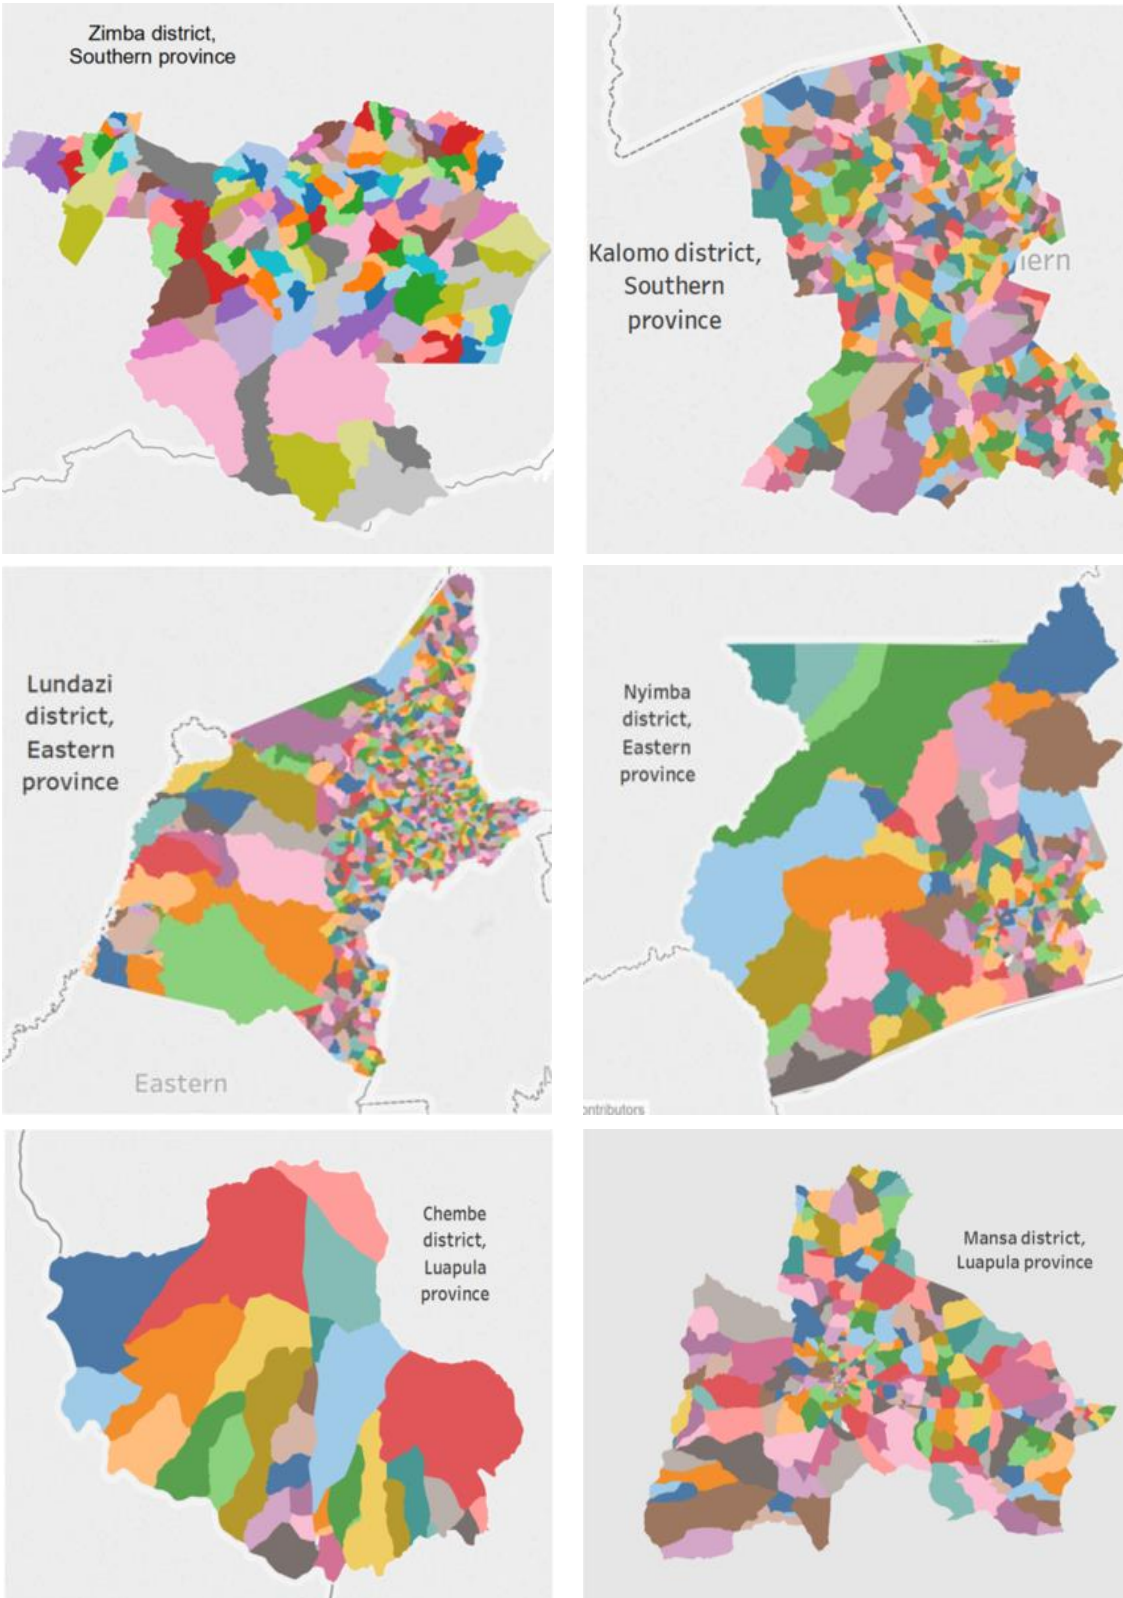 Zimba district,
Southern province
Kalomo district,
Southern
province
Lundazi
district,
Eastern
province
Eastern
Nyimba
district,
Eastern
province
ontributors
Chembe
district,
Luapula
province
Mansa district,
Luapula province